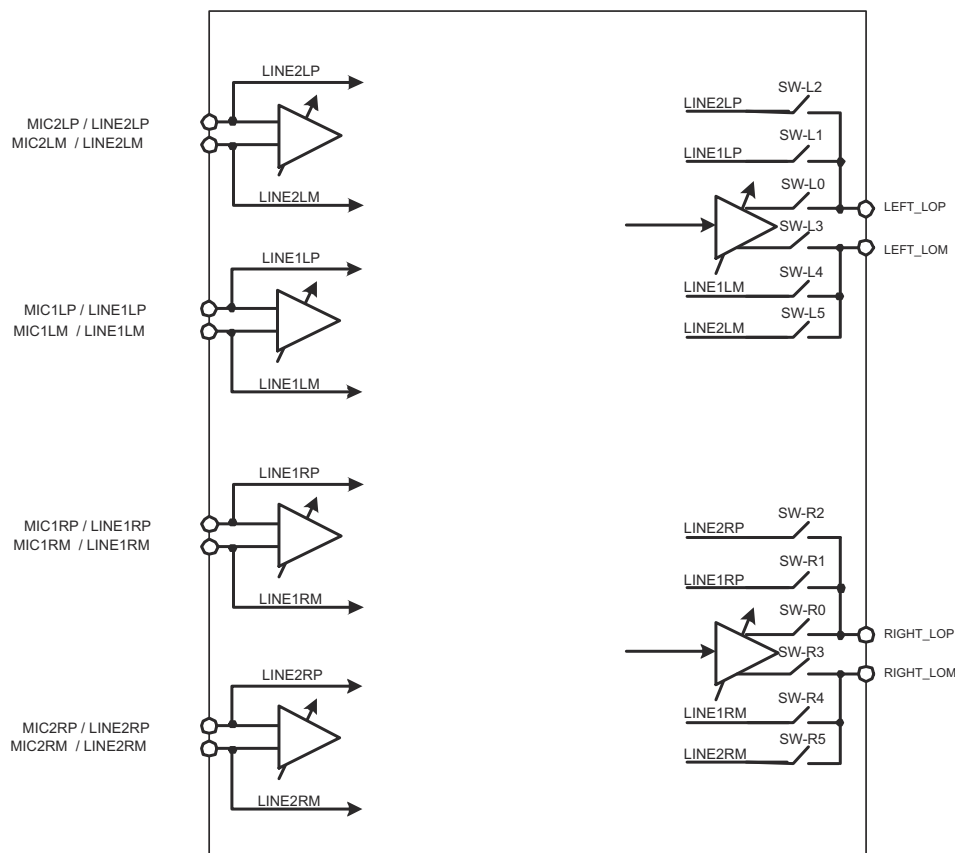 LINE2LP
MIC2LP / LINE2LP
MIC2LM / LINE2LM
LINE2LM
LINE1LP
MIC1LP / LINE1LP
MIC1LM / LINE1LM
LINE1LM
LINE1RP
MIC1RP / LINE1RP
MIC1RM / LINE1RM
LINE1RM
LINE2RP
MIC2RP / LINE2RP
MIC2RM / LINE2RM
LINE2RM
SW-L2
LINE2LP
SW-L1
LINE1LP
SW-L0
LEFT_LOP
SW-L3
LEFT_LOM
SW-L4
LINE1LM
SW-L5
LINE2LM
SW-R2
LINE2RP
SW-R1
LINE1RP
SW-R0
RIGHT_LOP
SW-R3
RIGHT_LOM
SW-R4
LINE1RM
SW-R5
LINE2RM